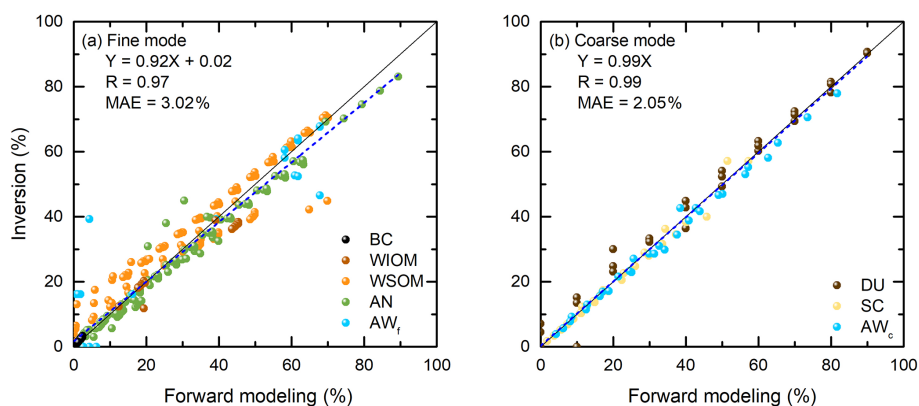 (a) Fine mode
Y = 0.92X + 0.02
R = 0.97
MAE = 3.02%
BC
WIOM
WSOM
AN
AWf
100
80
60
40
20
0
0 20 40 60 80 100
Inversion (%)
Forward modeling (%)
(b) Coarse mode
Y = 0.99X
R = 0.99
MAE = 2.05%
DU
SC
AWc
100
80
60
40
20
0
0 20 40 60 80 100
Forward modeling (%)